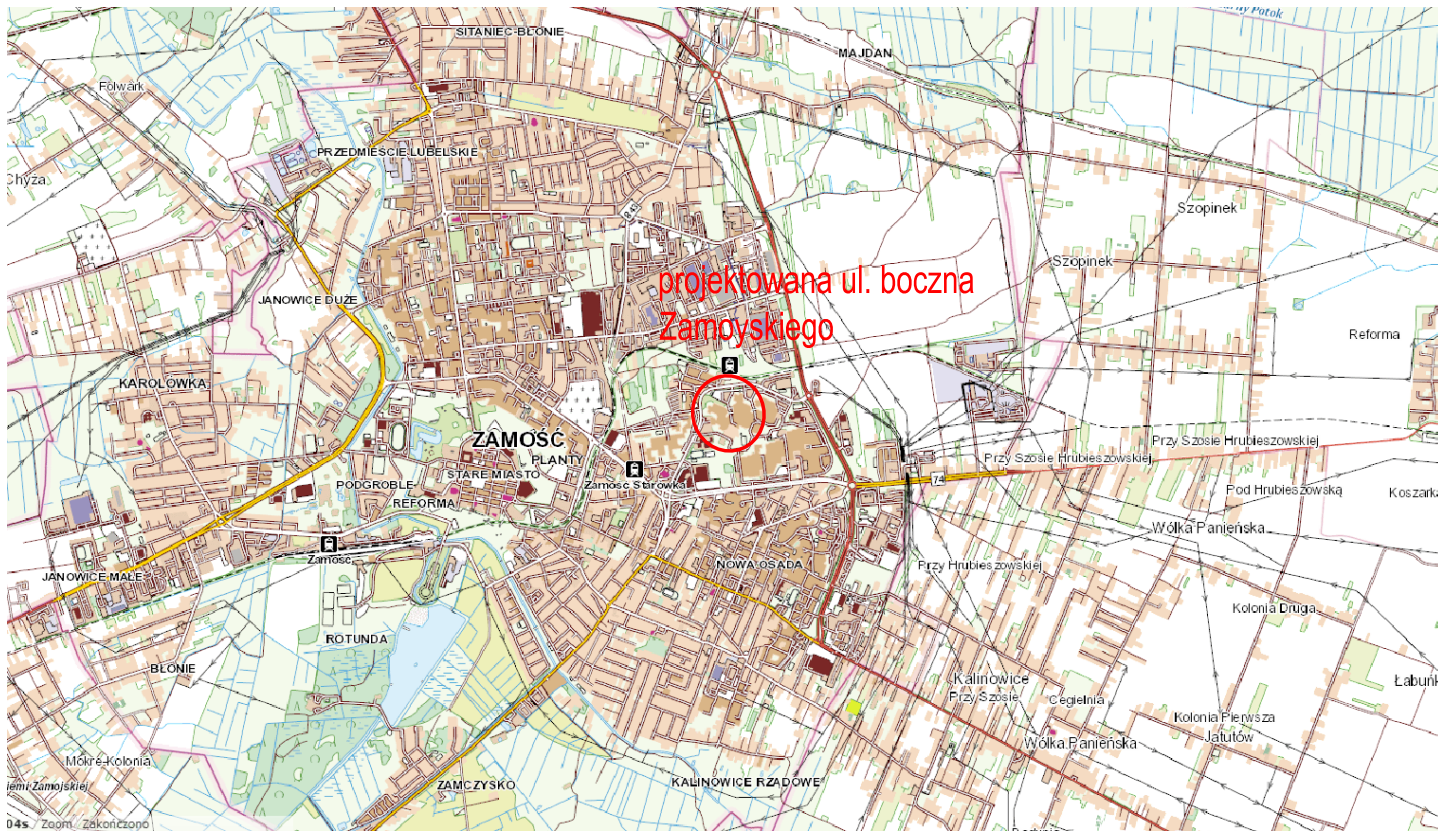 SITANIEC-BŁONIE
MAJDAN
Folwark
PRZEDMIEŚCIE LUBELSKIE
Chyża
Szopinek
Szopinek
projektowana ul. boczna
Zamoyskiego
JANOWICE DUŻE
Reforma
KAROLÓWKA
ZAMOŚĆ
PLANTY
STARE MIASTO
Zamość Starówka
PODGROBLE
REFORMA
Przy Szosie Hrubieszowskiej
Przy Szosie Hrubieszowskiej
74
Pod Hrubieszowską
Wólka Panieńska
Zamość
JANOWICE MAŁE
NOWA OSADA
Przy Hrubieszowskiej
Kolonia Druga
ROTUNDA
BŁONIE
Kalinowice
Przy Szosie
Cegielnia
Kolonia Pierwsza
Jatutów
Wólka Panieńska
Mokre-Kolonia
ZAMCZYSKO
KALINOWICE RZĄDOWE
04s Zoom Zakończono